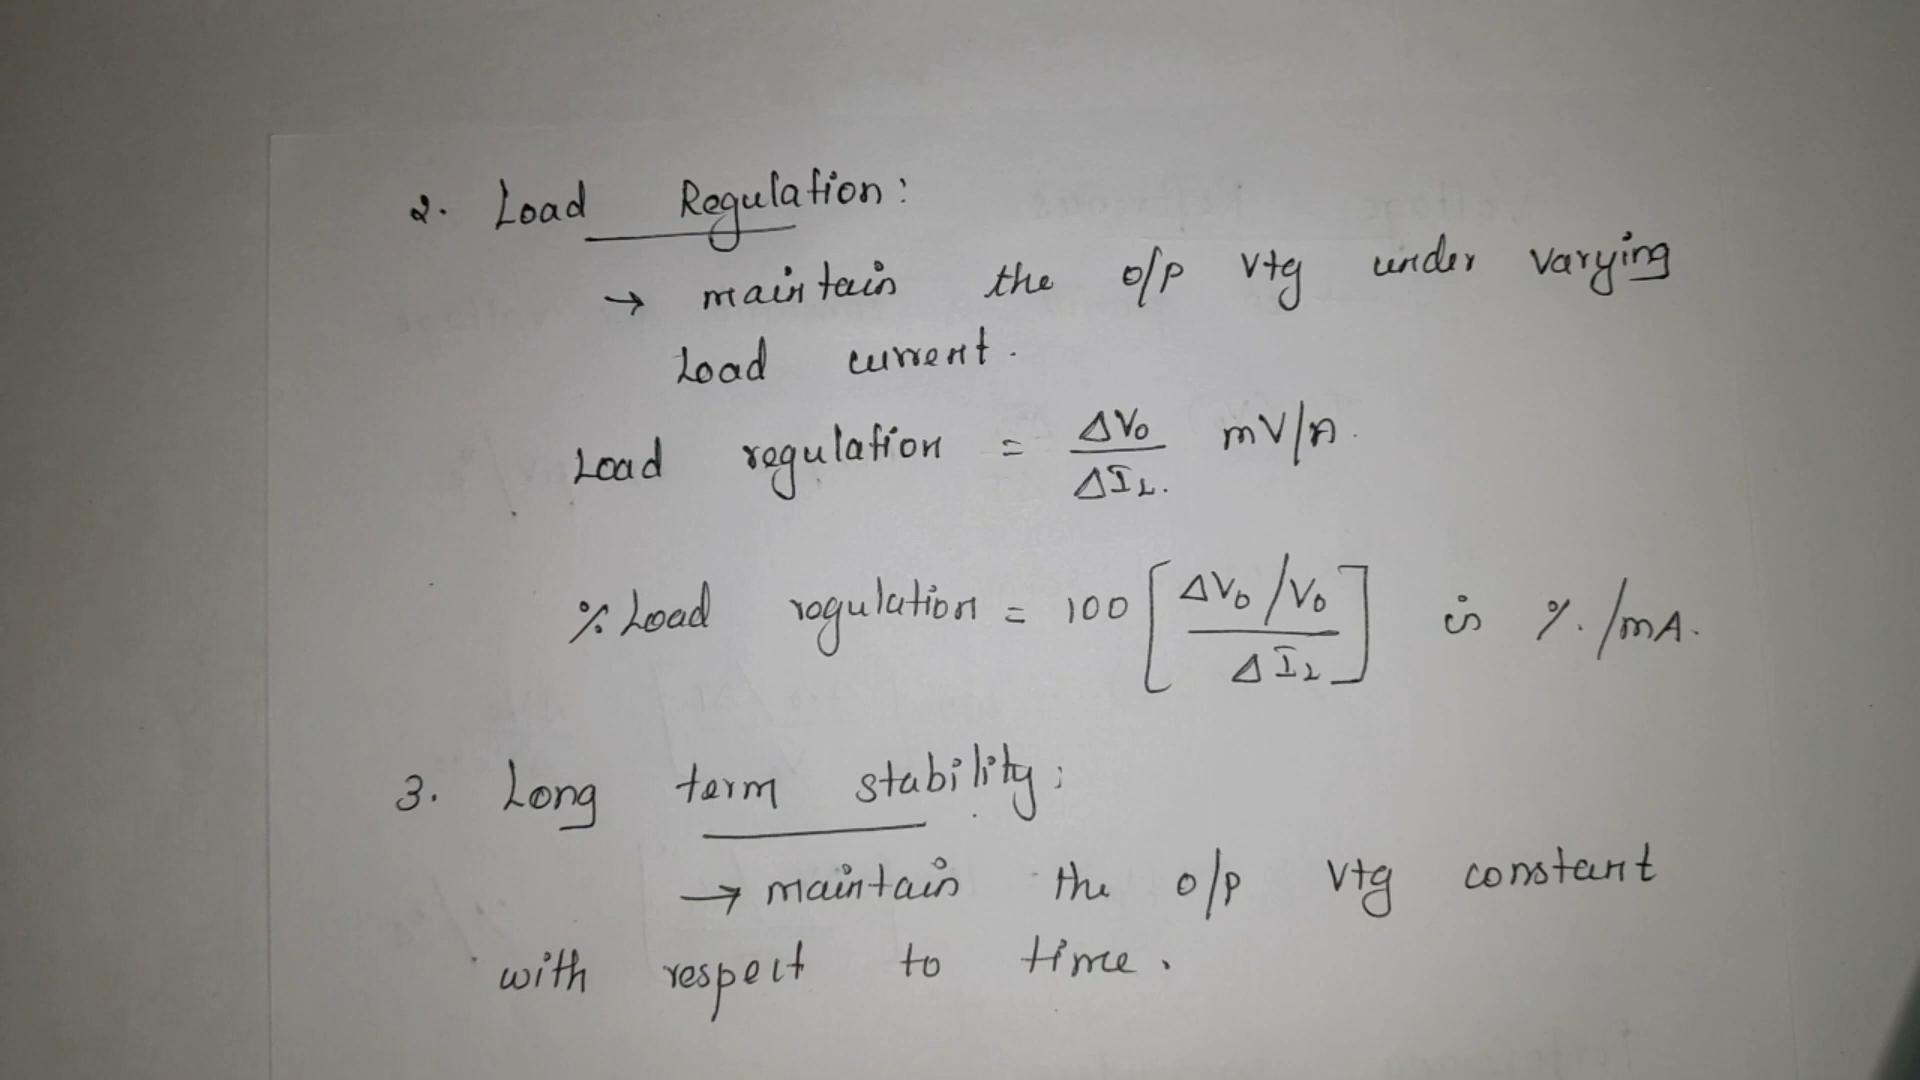 2. Load Regulation:
→ maintain the o/p vtg under varying
Load current.
Load regulation = ΔVo/ΔIL. mV/A.
% Load regulation = 100 [ΔVo/Vo / ΔIL] in %./mA.
3. Long term stability:
→ maintain the o/p vtg constant
with respect to time.